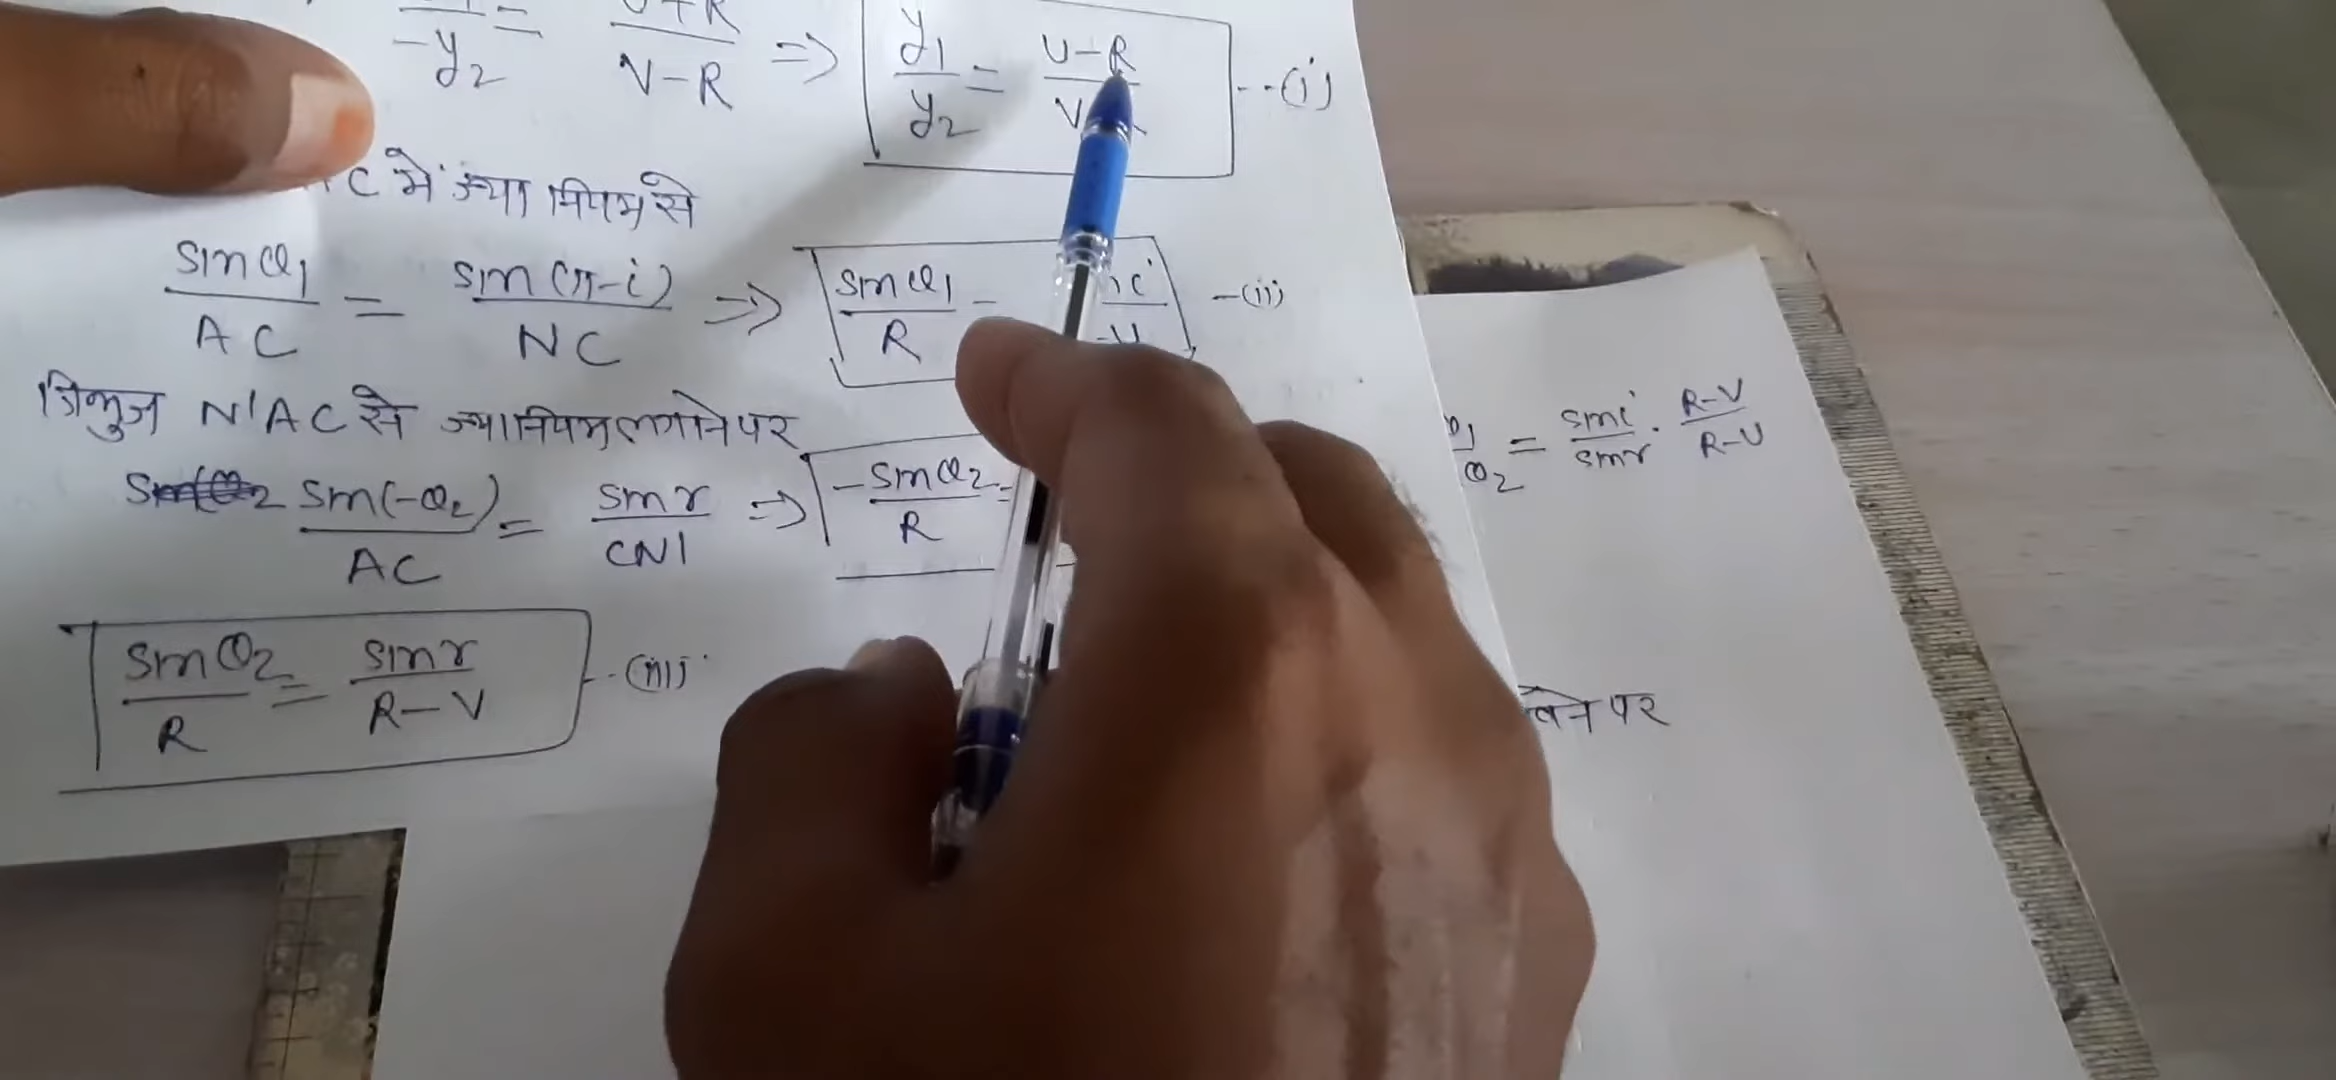 -y2 = V-R ⇒ y1/y2 = U-R/V --(i)
C में ज्या नियम से
sinθ1/AC = sin(π-i)/NC ⇒ sinθ1/R = --(ii)
त्रिभुज N'AC से ज्या नियम लगाने पर
sin(-θ2)/AC = sinr/CN' ⇒ -sinθ2/R =
sinθ2/R = sinr/R-V --(iii)
θ2 = sini/sinr . R-V/R-U
पर